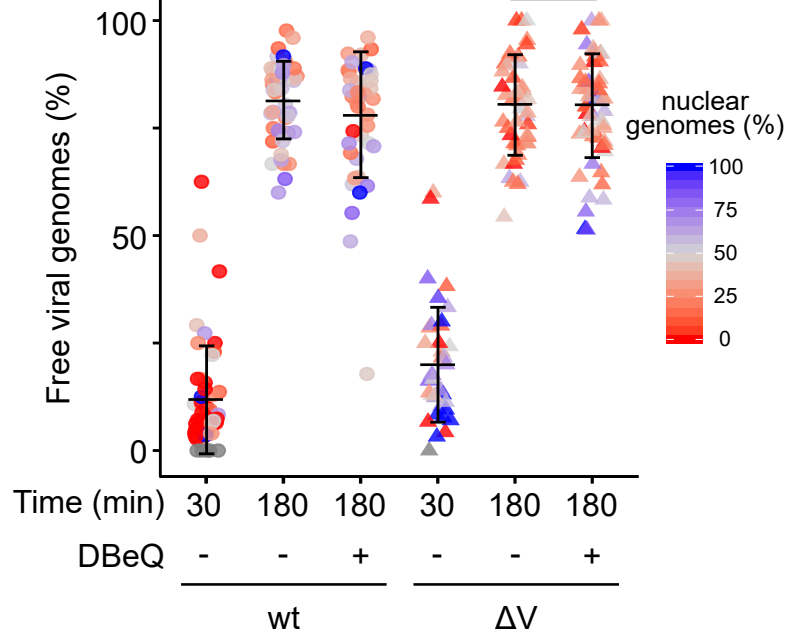 Free viral genomes (%)
100
50
0
nuclear
genomes (%)
100
75
50
25
0
Time (min) 30 180 180 30 180 180
DBeQ - - + - - +
wt ΔV